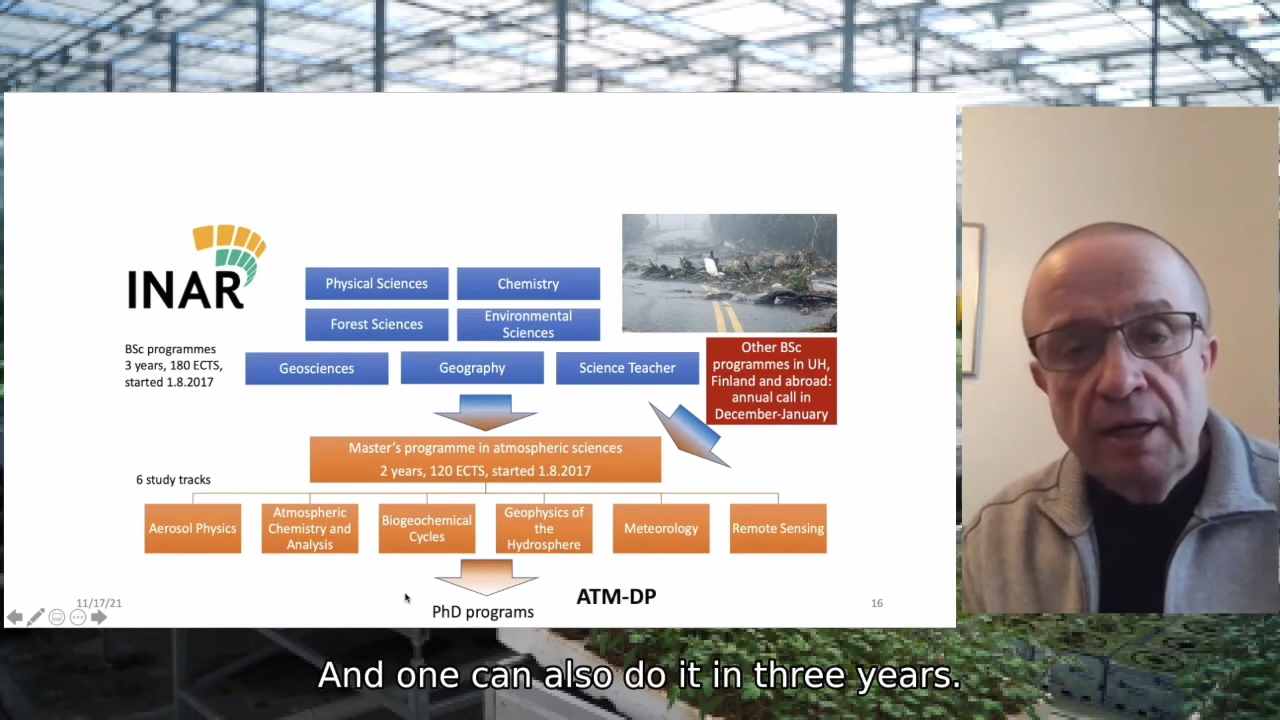 INAR
Physical Sciences
Chemistry
Forest Sciences
Environmental
Sciences
BSc programmes
3 years, 180 ECTS,
started 1.8.2017
Geosciences
Geography
Science Teacher
Other BSc
programmes in UH,
Finland and abroad:
annual call in
December-January
Master's programme in atmospheric sciences
2 years, 120 ECTS, started 1.8.2017
6 study tracks
Aerosol Physics
Atmospheric
Chemistry and
Analysis
Biogeochemical
Cycles
Geophysics of
the
Hydrosphere
Meteorology
Remote Sensing
PhD programs
ATM-DP
11/17/21
16
And one can also do it in three years.